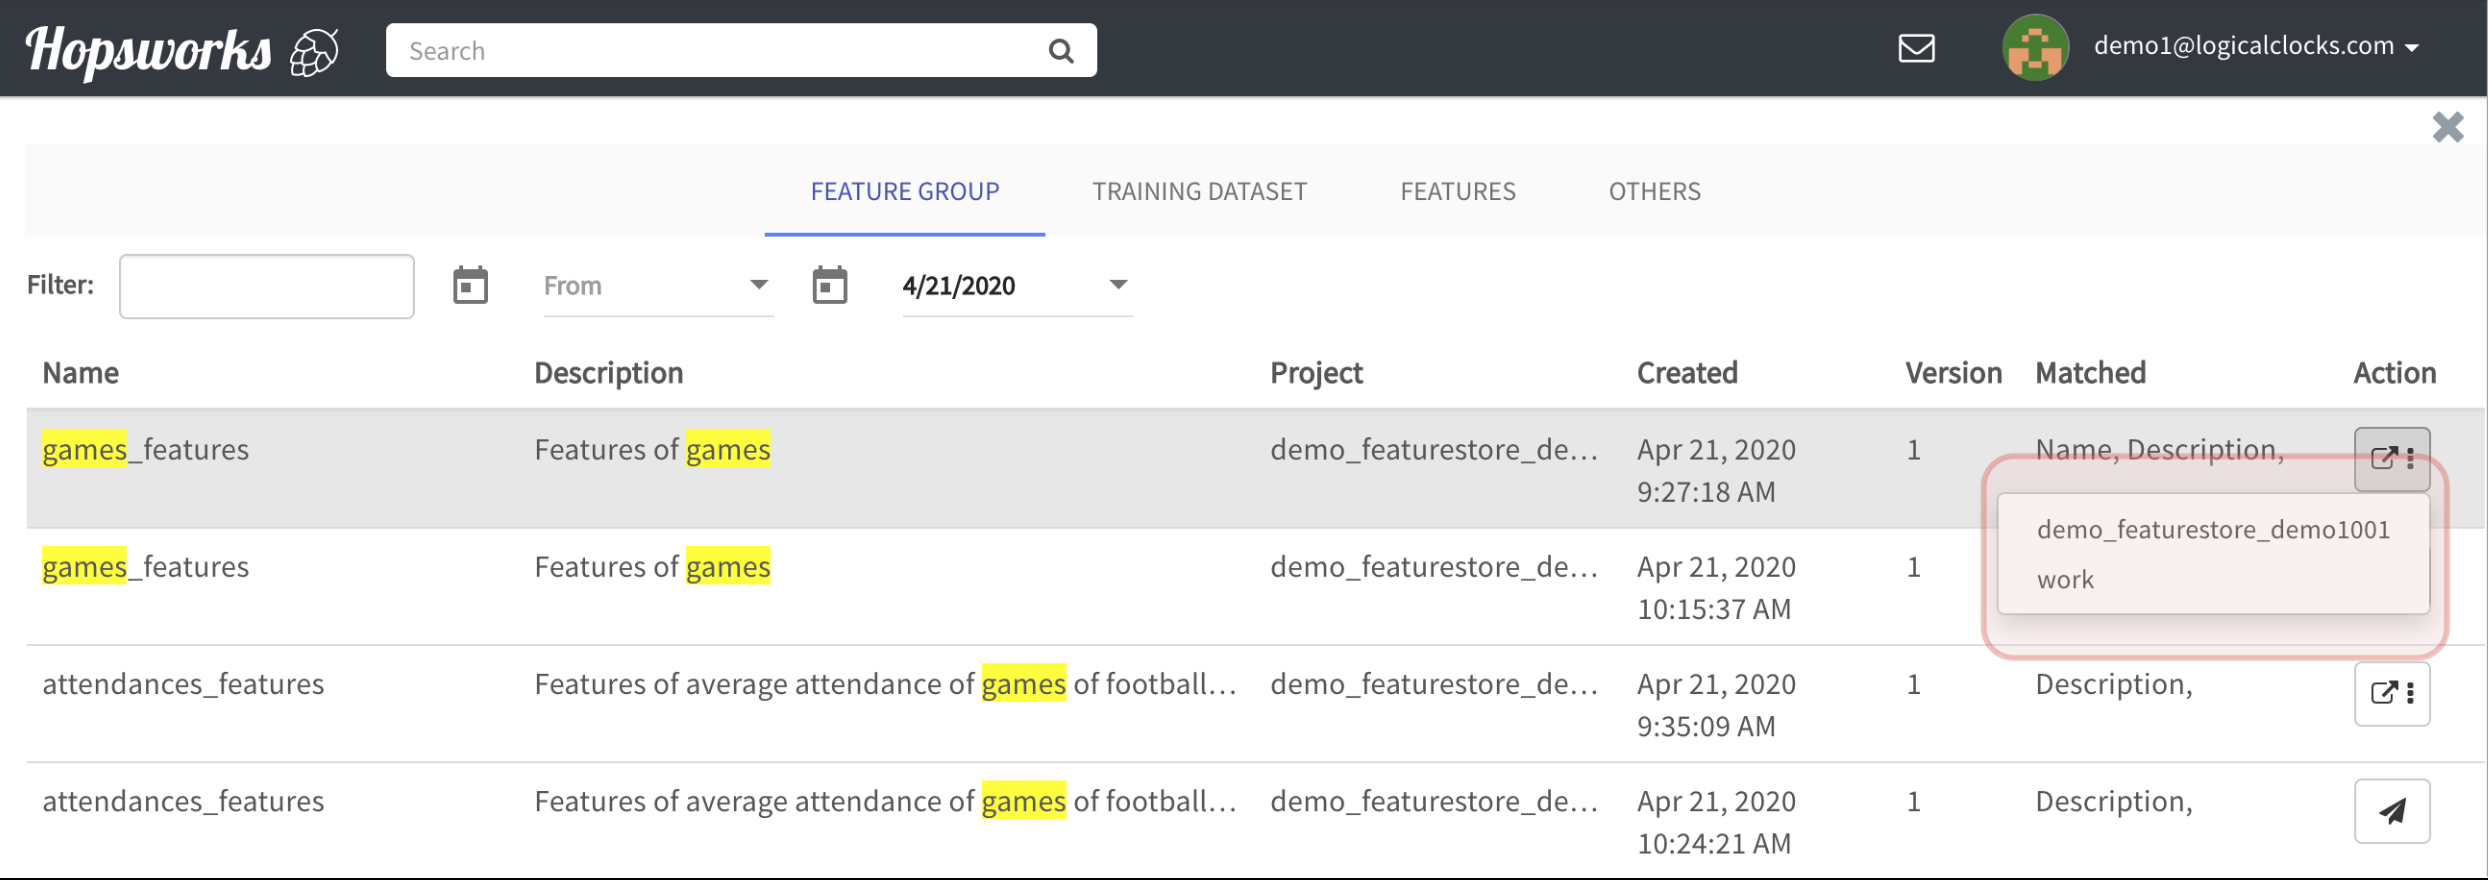 Hopsworks
Search
demo1@logicalclocks.com
FEATURE GROUP TRAINING DATASET FEATURES OTHERS
Filter: From 4/21/2020
Name Description Project Created Version Matched Action
games_features Features of games demo_featurestore_de... Apr 21, 2020 1 Name, Description,
9:27:18 AM
demo_featurestore_demo1001
work
games_features Features of games demo_featurestore_de... Apr 21, 2020 1
10:15:37 AM
attendances_features Features of average attendance of games of football... demo_featurestore_de... Apr 21, 2020 1 Description,
9:35:09 AM
attendances_features Features of average attendance of games of football... demo_featurestore_de... Apr 21, 2020 1 Description,
10:24:21 AM